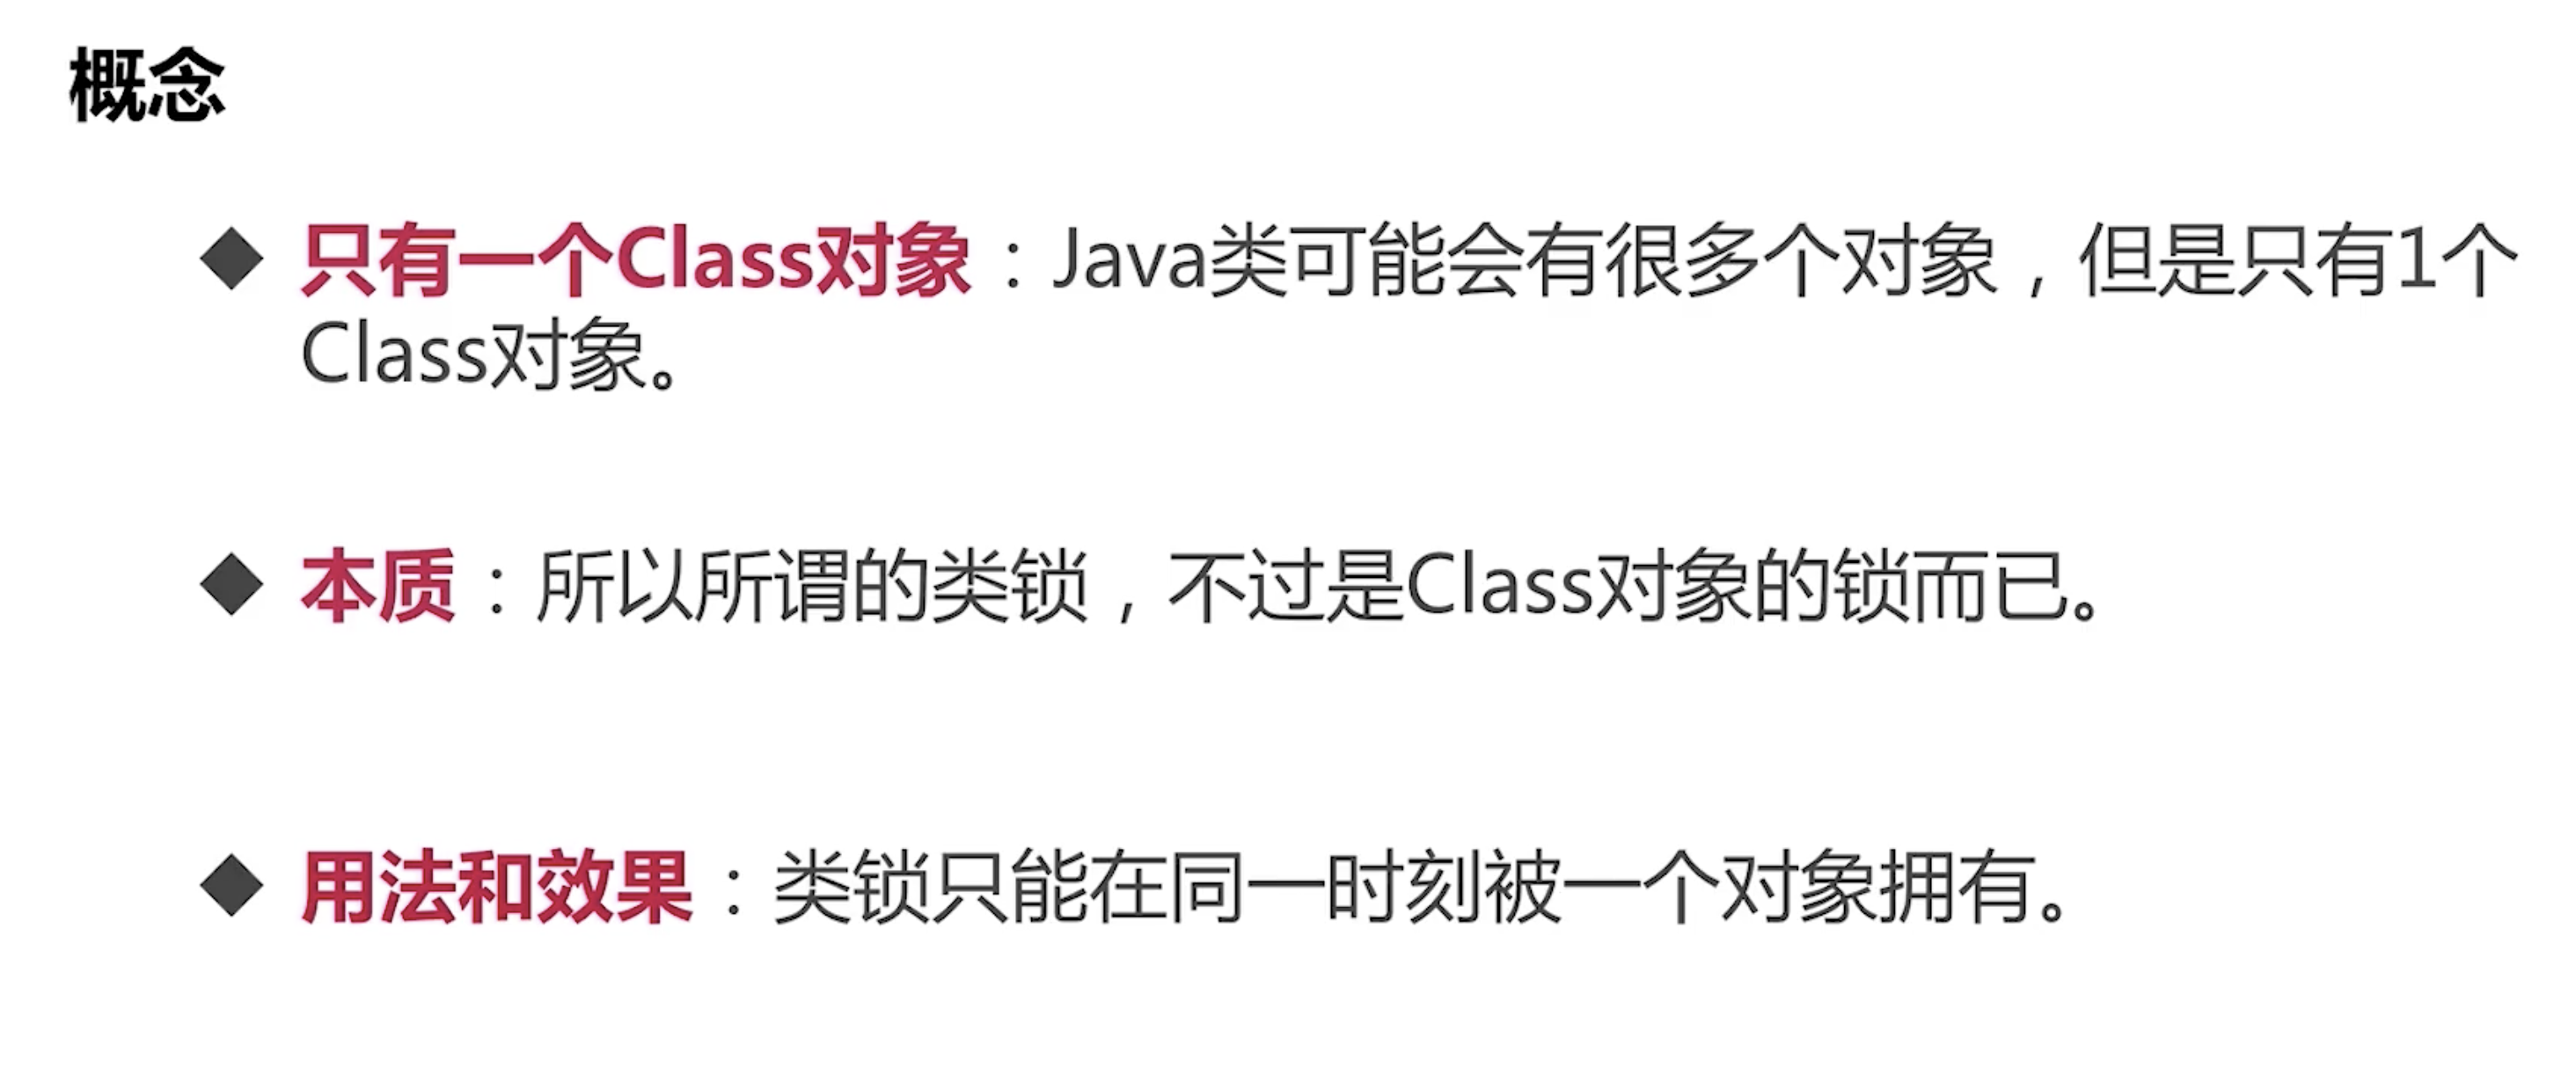 概念
◆ 只有一个Class对象：Java类可能会有很多个对象，但是只有1个
Class对象。
◆ 本质：所以所谓的类锁，不过是Class对象的锁而已。
◆ 用法和效果：类锁只能在同一时刻被一个对象拥有。